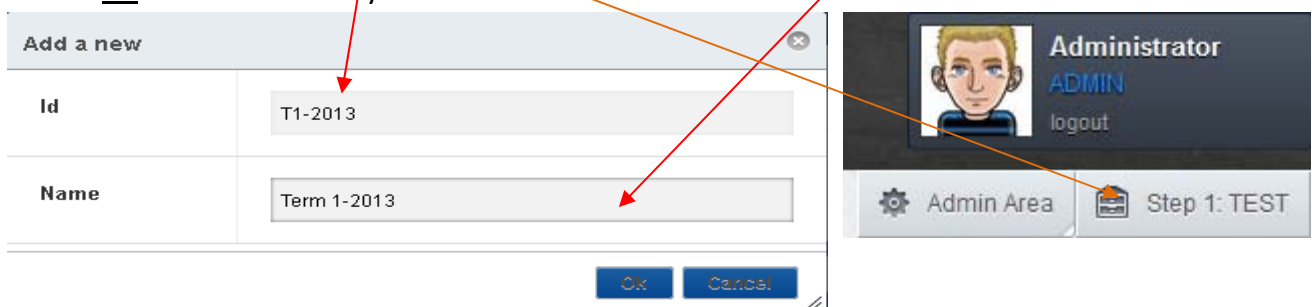 Add a new
Id
T1-2013
Name
Term 1-2013
Ok Cancel
Administrator
ADMIN
logout
Admin Area Step 1: TEST